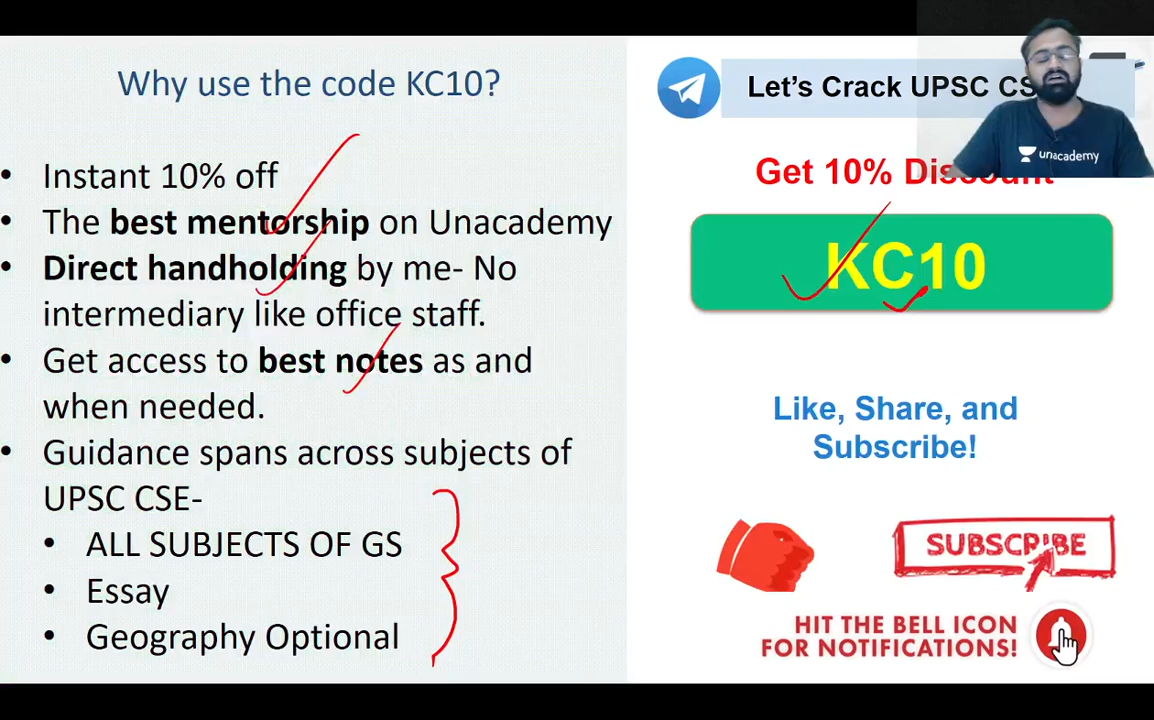 Why use the code KC10?
• Instant 10% off
• The best mentorship on Unacademy
• Direct handholding by me- No
intermediary like office staff.
• Get access to best notes as and
when needed.
• Guidance spans across subjects of
UPSC CSE-
• ALL SUBJECTS OF GS
• Essay
• Geography Optional
Let's Crack UPSC CS
unacademy
Get 10% Discount
KC10
Like, Share, and
Subscribe!
SUBSCRIBE
HIT THE BELL ICON
FOR NOTIFICATIONS!